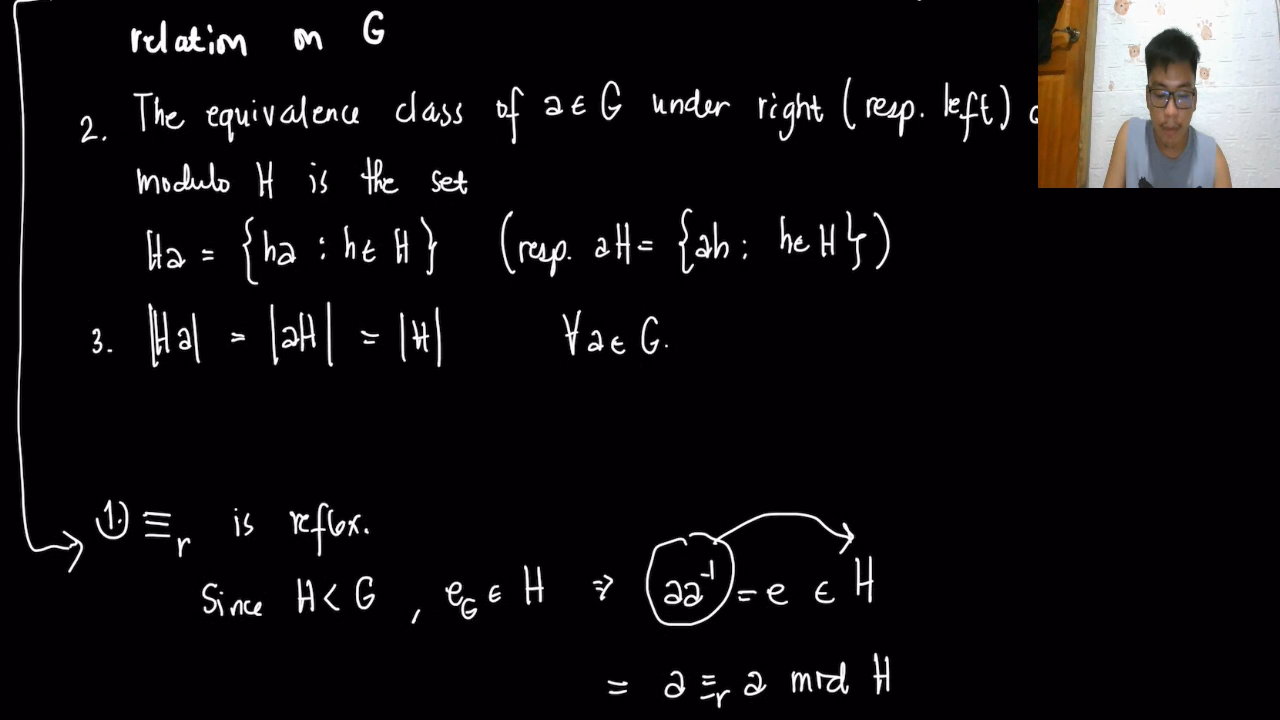 relation on G
2. The equivalence class of a ∈ G under right (resp. left)
modulo H is the set
Ha = {ha : h ∈ H} (resp. aH = {ah : h ∈ H})
3. |Ha| = |aH| = |H| ∀ a ∈ G.
1.) ≡r is reflex.
Since H < G , e_G ∈ H ⇒ aa⁻¹ = e ∈ H
= a ≡r a mod H